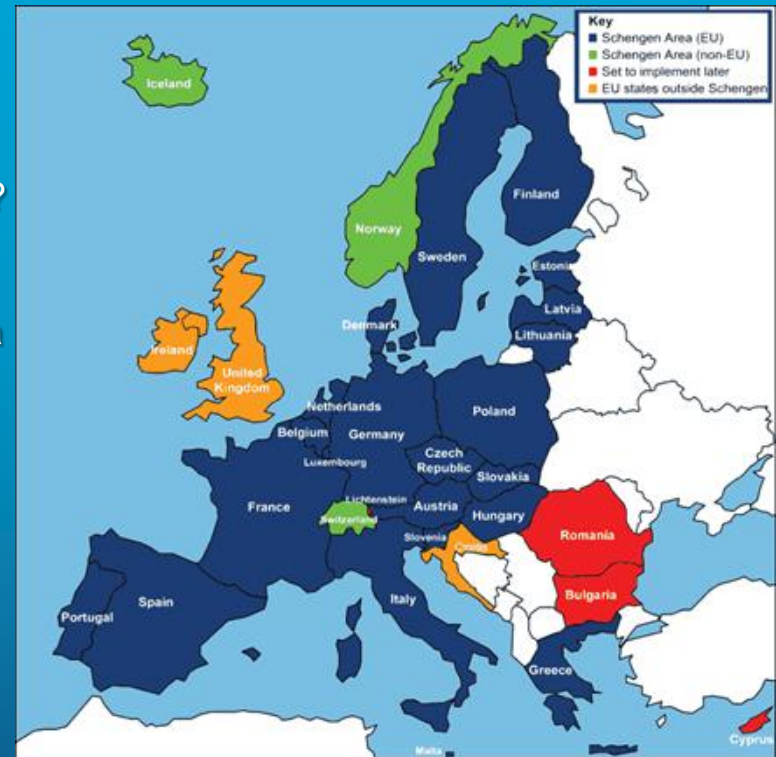 Key
Schengen Area (EU)
Schengen Area (non-EU)
Set to implement later
EU states outside Schengen
Iceland
Finland
Norway
Sweden
Estonia
Latvia
Denmark
Lithuania
Ireland
United
Kingdom
Netherlands
Poland
Belgium
Germany
Czech
Republic
Luxembourg
Slovakia
Lichtenstein
France
Austria
Switzerland
Hungary
Slovenia
Romania
Italy
Bulgaria
Spain
Portugal
Greece
Cyprus
Malta